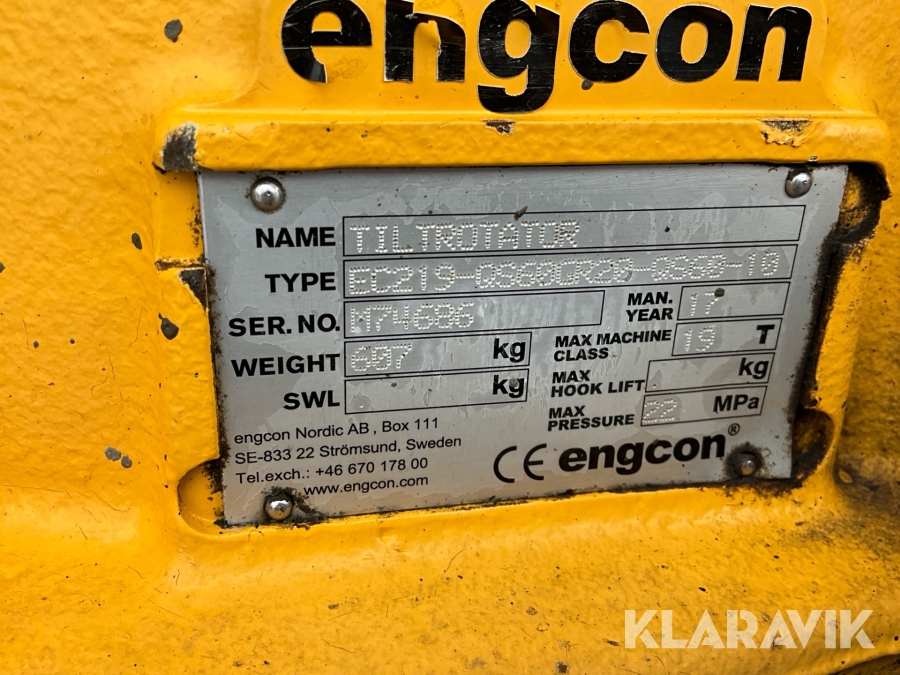 engcon
NAME TILTROTATOR
TYPE EC219-QS60GR20-QS60-10
SER. NO. M74686
MAN. YEAR 17
WEIGHT 607 kg
MAX MACHINE CLASS 19 T
SWL kg
MAX HOOK LIFT kg
MAX PRESSURE 22 MPa
engcon Nordic AB , Box 111
SE-833 22 Strömsund, Sweden
Tel.exch.: +46 670 178 00
www.engcon.com
CE engcon®
KLARAVIK